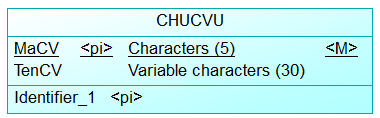 CHUCVU
MaCV <pi> Characters (5) <M>
TenCV Variable characters (30)
Identifier_1 <pi>